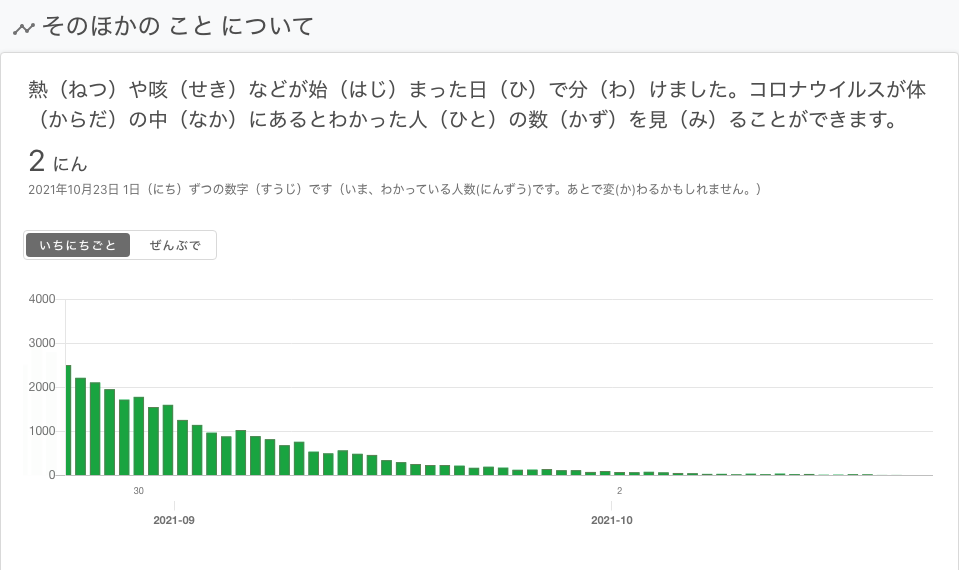 そのほかの こと について
熱（ねつ）や咳（せき）などが始（はじ）まった日（ひ）で分（わ）けました。コロナウイルスが体
（からだ）の中（なか）にあるとわかった人（ひと）の数（かず）を見（み）ることができます。
2 にん
2021年10月23日 1日（にち）ずつの数字（すうじ）です（いま、わかっている人数(にんずう)です。あとで変(か)わるかもしれません。）
いちにちごと ぜんぶで
4000
3000
2000
1000
0
30 2
2021-09 2021-10